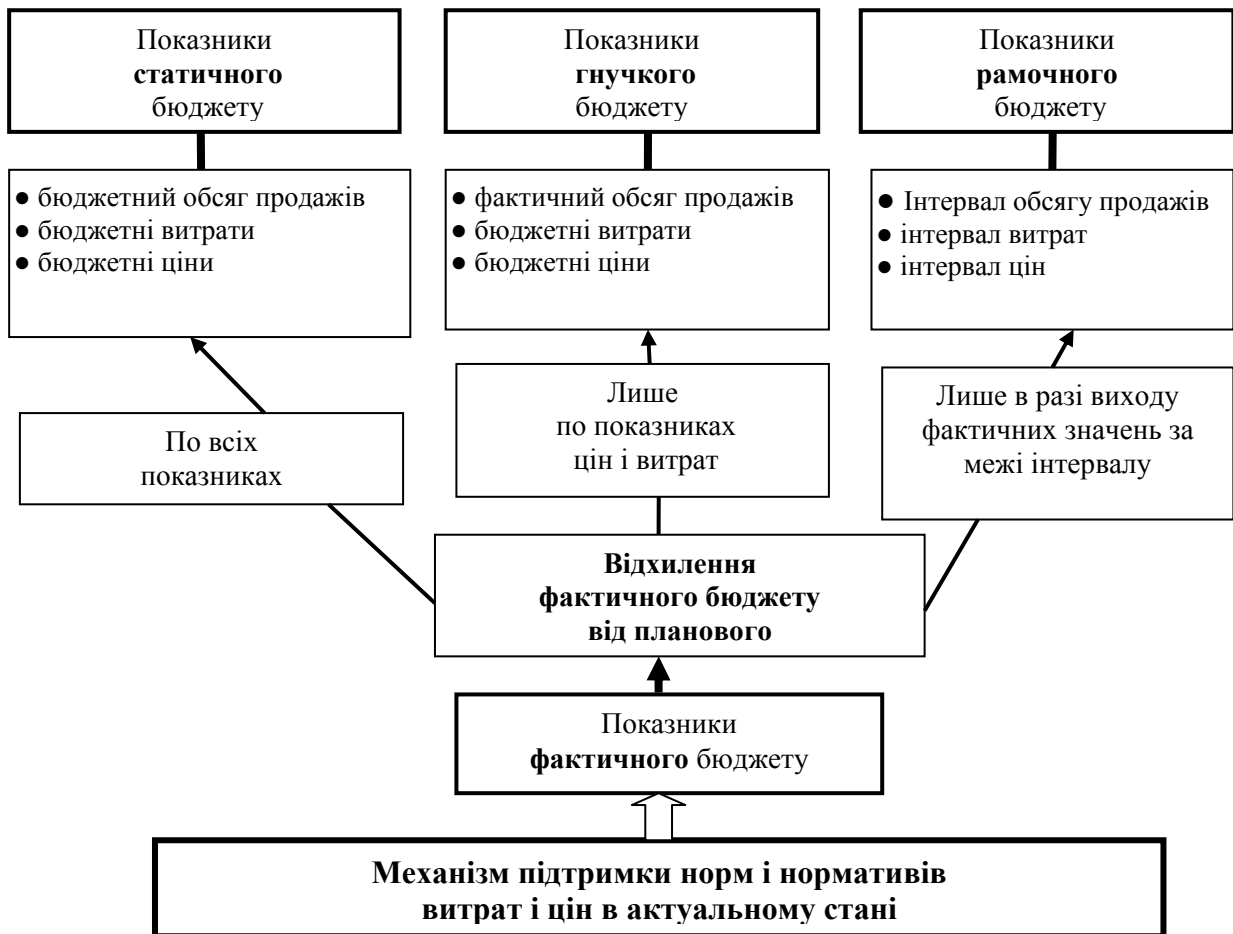 Показники
статичного
бюджету
Показники
гнучкого
бюджету
Показники
рамочного
бюджету
● бюджетний обсяг продажів
● бюджетні витрати
● бюджетні ціни
● фактичний обсяг продажів
● бюджетні витрати
● бюджетні ціни
● Інтервал обсягу продажів
● інтервал витрат
● інтервал цін
По всіх
показниках
Лише
по показниках
цін і витрат
Лише в разі виходу
фактичних значень за
межі інтервалу
Відхилення
фактичного бюджету
від планового
Показники
фактичного бюджету
Механізм підтримки норм і нормативів
витрат і цін в актуальному стані